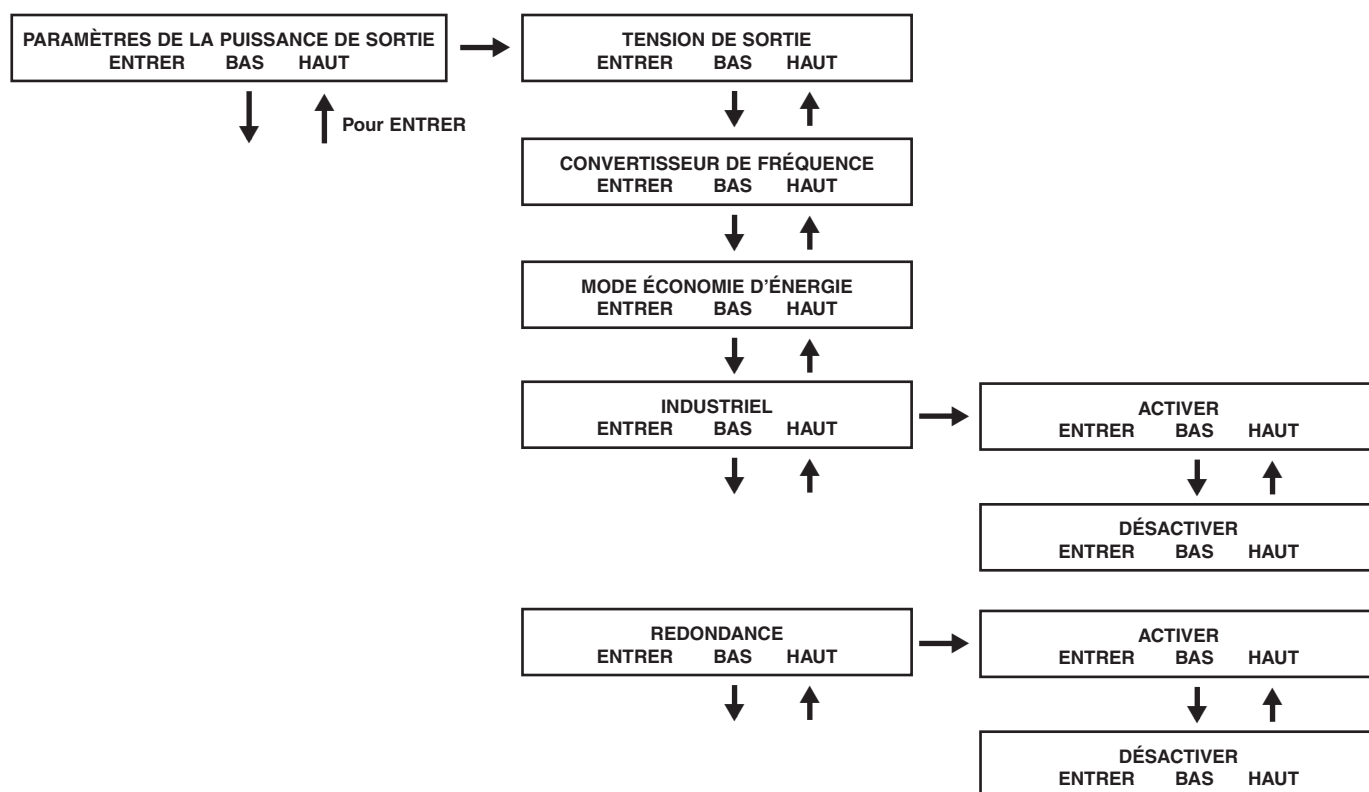 PARAMÈTRES DE LA PUISSANCE DE SORTIE
ENTRER BAS HAUT
Pour ENTRER
TENSION DE SORTIE
ENTRER BAS HAUT
CONVERTISSEUR DE FRÉQUENCE
ENTRER BAS HAUT
MODE ÉCONOMIE D'ÉNERGIE
ENTRER BAS HAUT
INDUSTRIEL
ENTRER BAS HAUT
ACTIVER
ENTRER BAS HAUT
DÉSACTIVER
ENTRER BAS HAUT
REDONDANCE
ENTRER BAS HAUT
ACTIVER
ENTRER BAS HAUT
DÉSACTIVER
ENTRER BAS HAUT